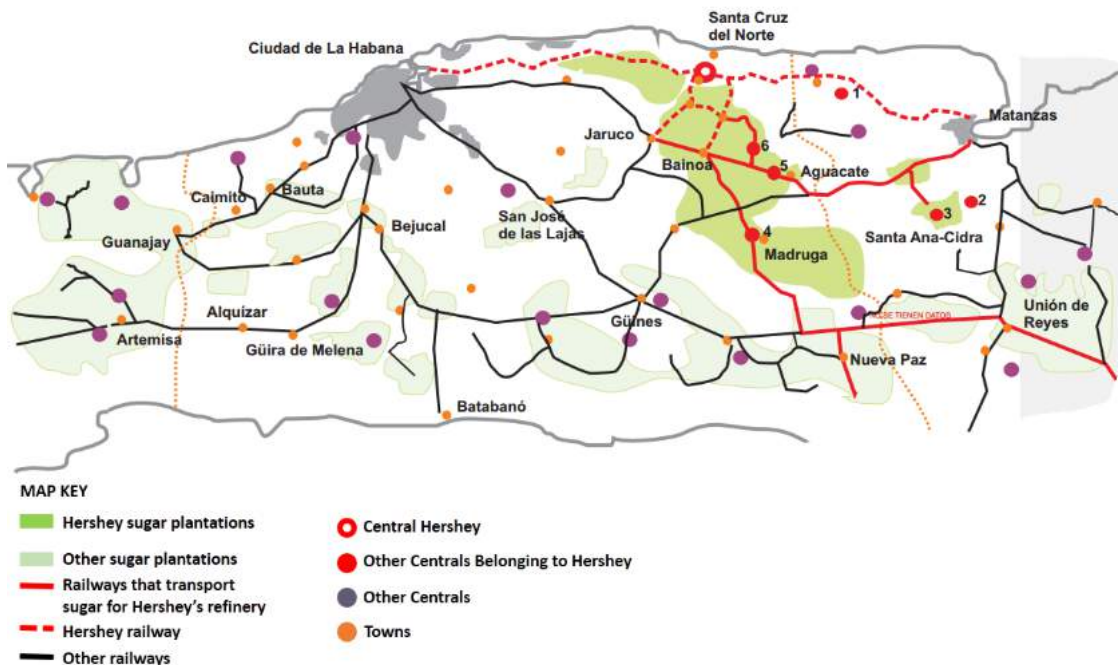 Santa Cruz
del Norte
Ciudad de La Habana
1
Matanzas
Jaruco
6
Bainoa
5
Aguacate
Bauta
Caimito
San José
de las Lajas
2
3
Guanajay
Bejucal
Santa Ana-Cidra
4
Madruga
Alquízar
Artemisa
Güira de Melena
Güines
SE TIENEN DATOS
Unión de
Reyes
Nueva Paz
Batabanó
MAP KEY
Hershey sugar plantations
Other sugar plantations
Railways that transport
sugar for Hershey's refinery
Hershey railway
Other railways
Central Hershey
Other Centrals Belonging to Hershey
Other Centrals
Towns